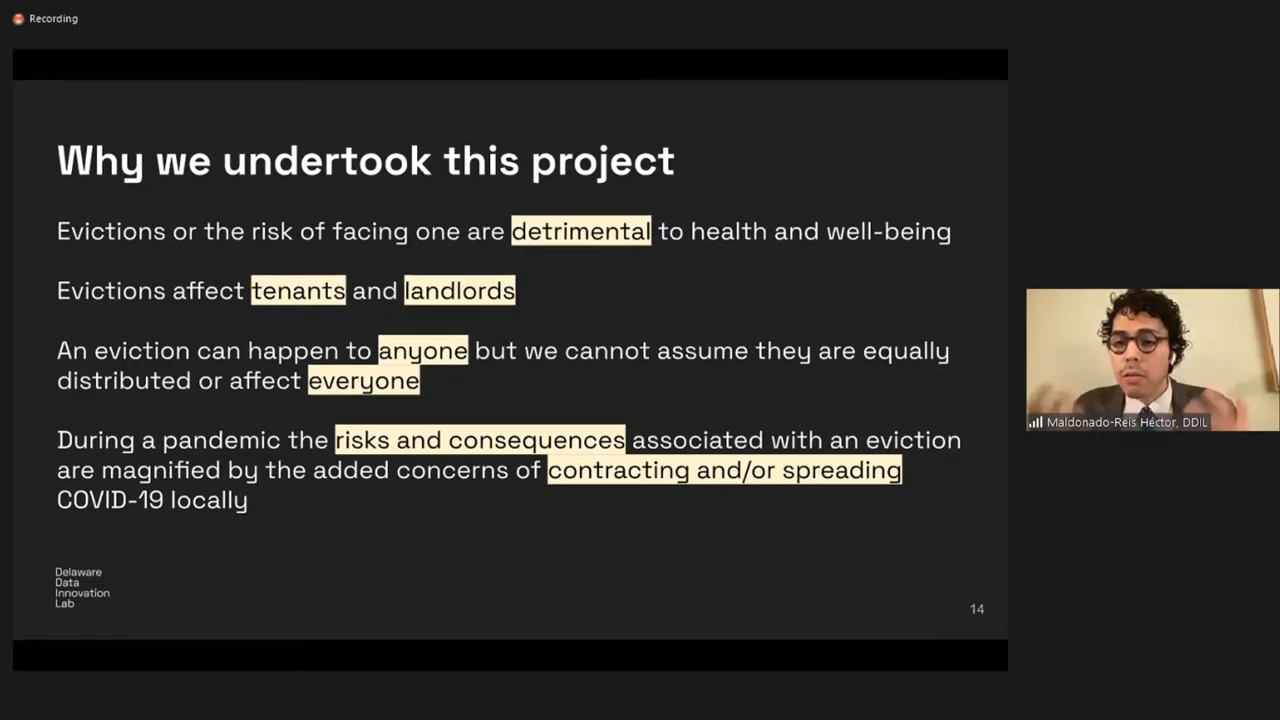 Recording
Why we undertook this project
Evictions or the risk of facing one are detrimental to health and well-being
Evictions affect tenants and landlords
An eviction can happen to anyone but we cannot assume they are equally
distributed or affect everyone
During a pandemic the risks and consequences associated with an eviction
are magnified by the added concerns of contracting and/or spreading
COVID-19 locally
Delaware
Data
Innovation
Lab
14
Maldonado-Reis Héctor, DDIL